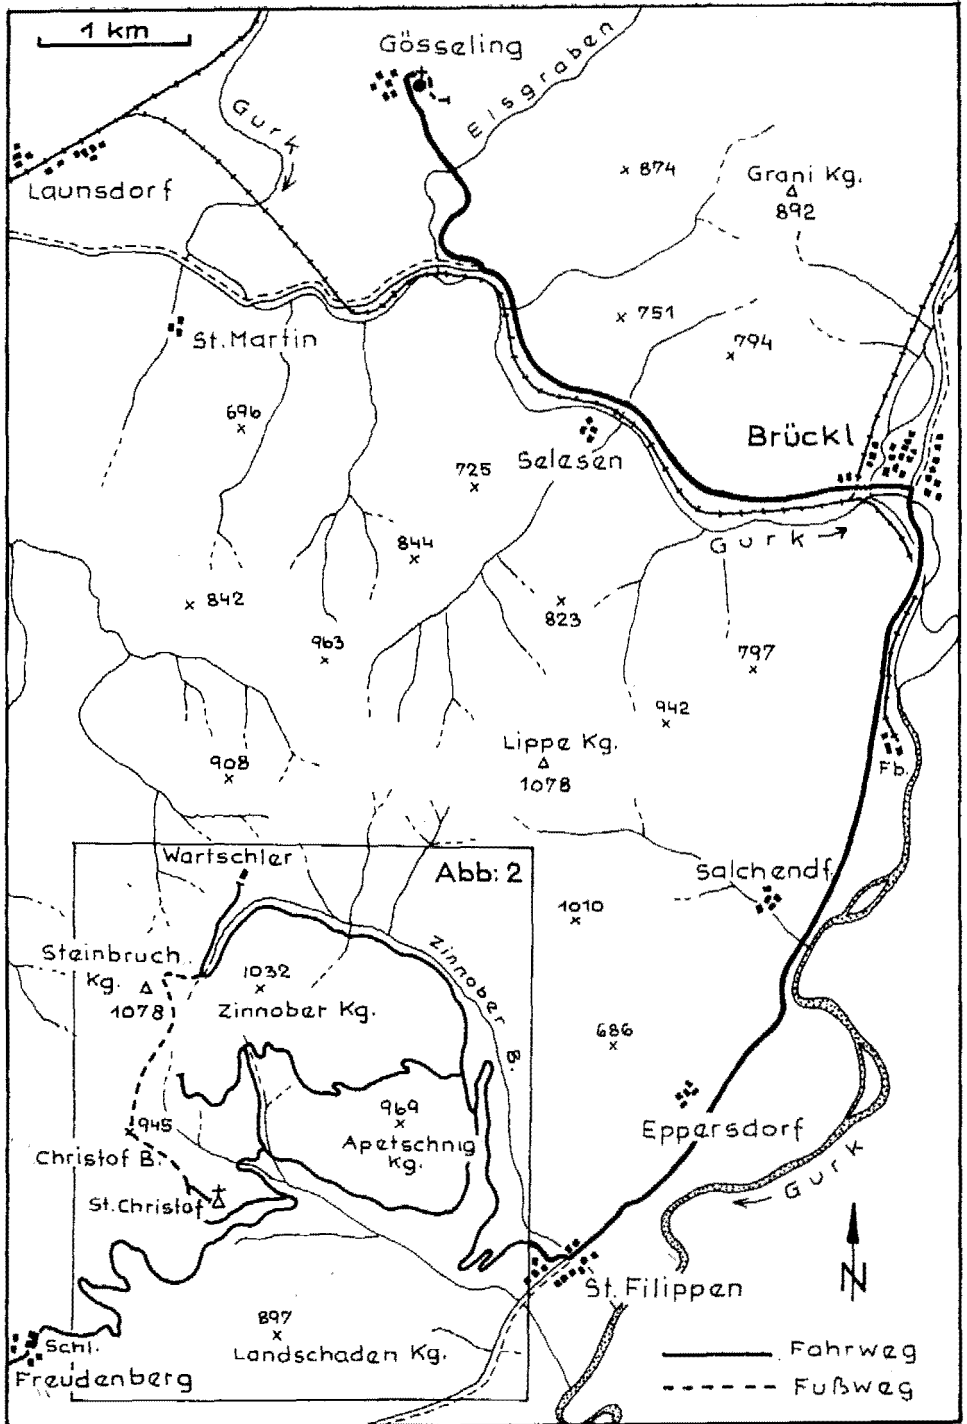 1 km
Gösseling
Eisgraben
Gurk
Launsdorf
874
Grani Kg.
892
St. Martin
751
794
696
Brückl
Selesen
725
Gurk
844
842
823
963
797
942
Lippe Kg.
1078
908
Fb.
Wartschler
Abb: 2
Salchendf.
1010
Steinbruch
Kg.
1078
1032
Zinnober Kg.
Zinnober B.
686
969
Apetschnig
Kg.
945
Christof B.
Eppersdorf
Gurk
St. Christof
N
St. Filippen
897
Landschaden Kg.
Schl.
Freudenberg
Fahrweg
Fußweg